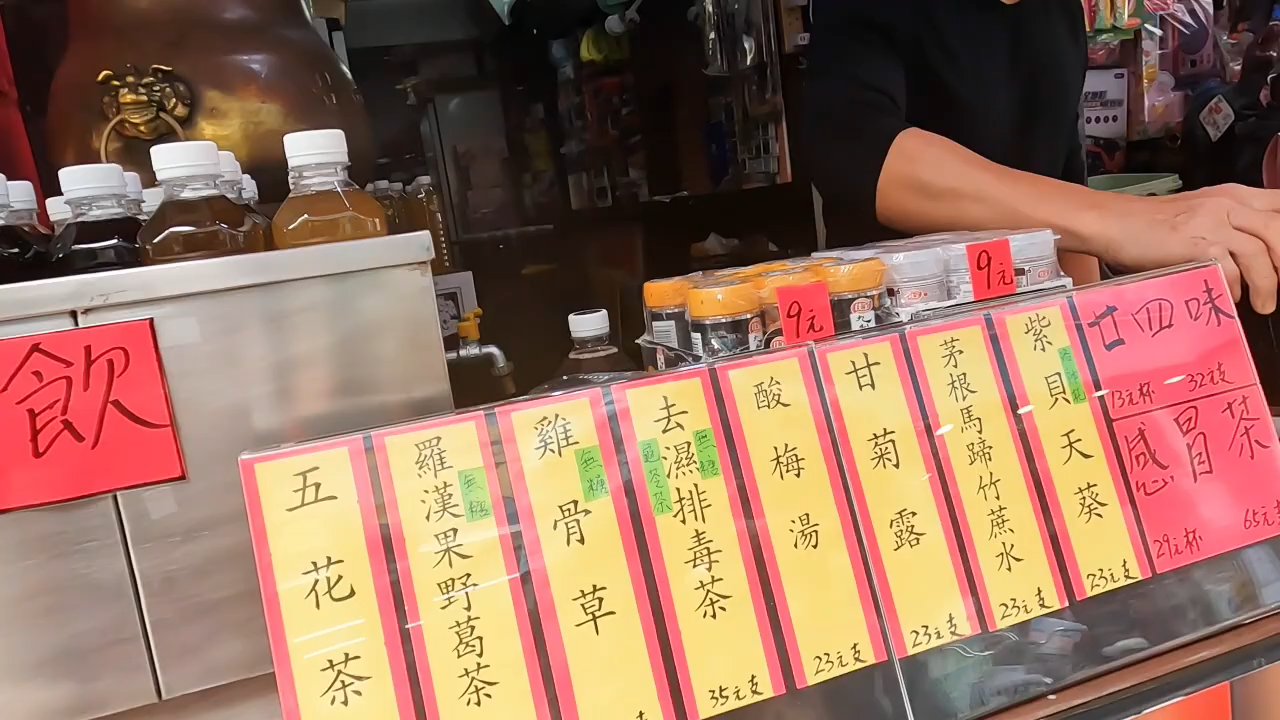 飲
9元
9元
五花茶
羅漢果野葛茶
無糖
雞骨草
無糖
去濕排毒茶
無糖
龜苓茶
35元支
酸梅湯
23元支
甘菊露
23元支
茅根馬蹄竹蔗水
23元支
紫貝天葵
23元支
廿四味
13元杯 32元支
感冒茶
29元杯 65元支